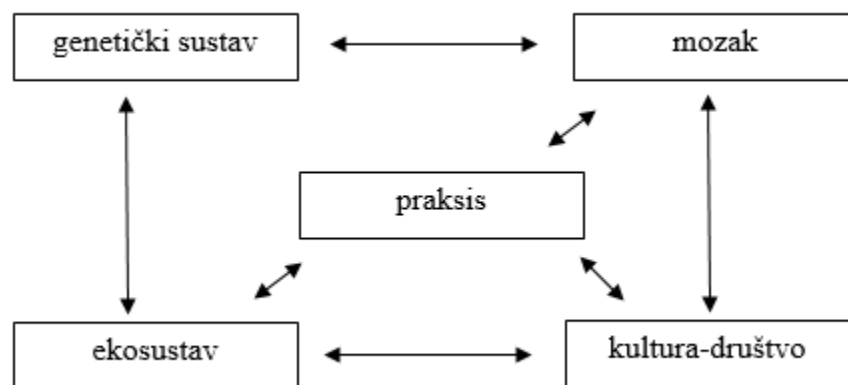 genetički sustav
mozak
praksis
ekosustav
kultura-društvo